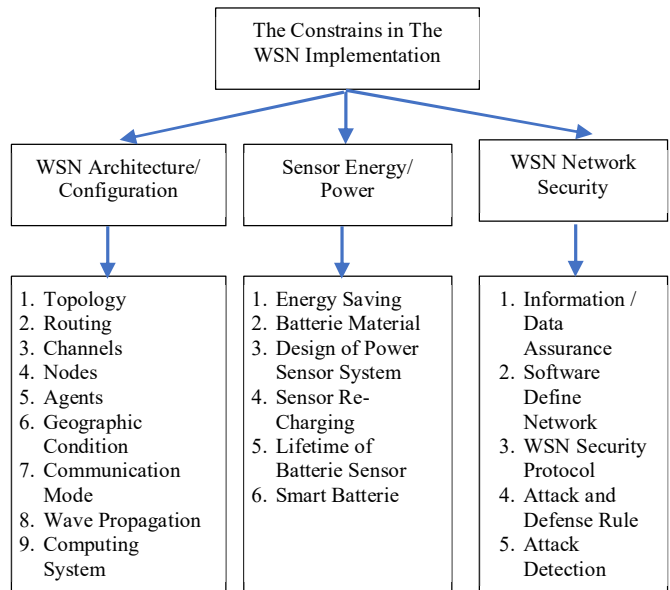 The Constrains in The
WSN Implementation
WSN Architecture/
Configuration
Sensor Energy/
Power
WSN Network
Security
1. Topology
2. Routing
3. Channels
4. Nodes
5. Agents
6. Geographic
Condition
7. Communication
Mode
8. Wave Propagation
9. Computing
System
1. Energy Saving
2. Batterie Material
3. Design of Power
Sensor System
4. Sensor Re-
Charging
5. Lifetime of
Batterie Sensor
6. Smart Batterie
1. Information /
Data
Assurance
2. Software
Define
Network
3. WSN Security
Protocol
4. Attack and
Defense Rule
5. Attack
Detection